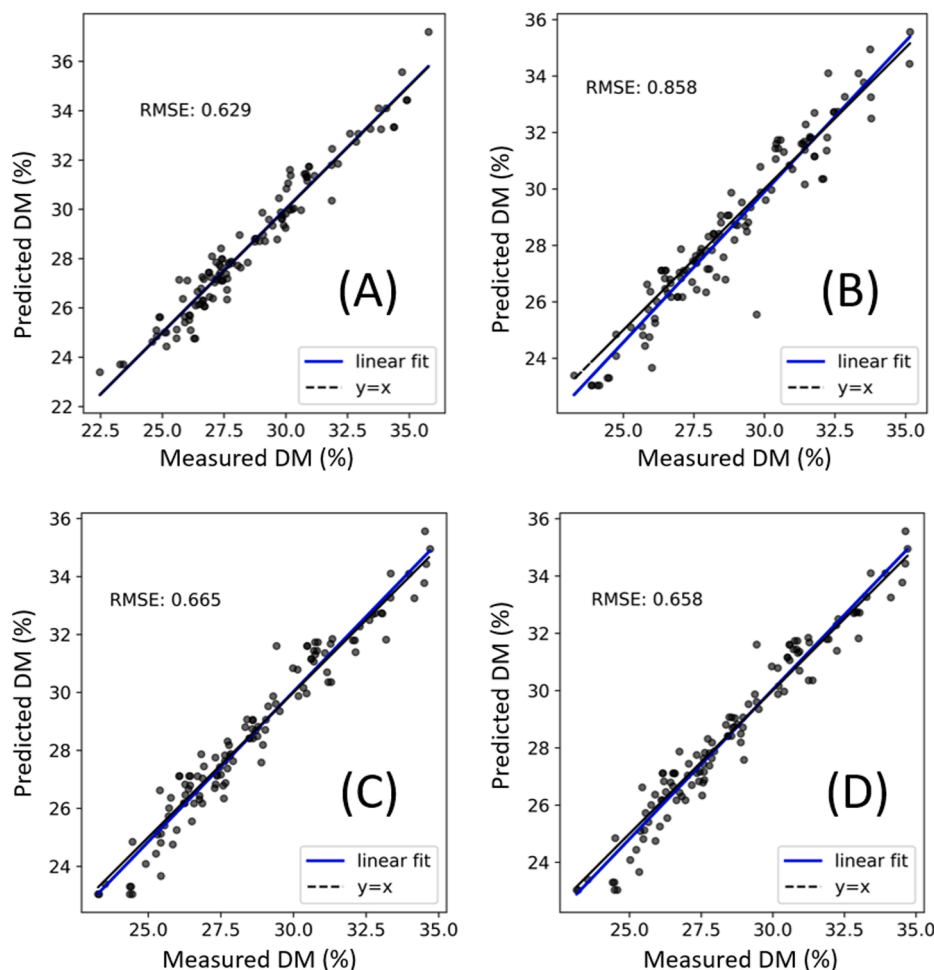 36
34
32
30
28
26
24
22
Predicted DM (%)
RMSE: 0.629
(A)
linear fit
y=x
22.5 25.0 27.5 30.0 32.5 35.0
Measured DM (%)
36
34
32
30
28
26
24
Predicted DM (%)
RMSE: 0.858
(B)
linear fit
y=x
25.0 27.5 30.0 32.5 35.0
Measured DM (%)
36
34
32
30
28
26
24
Predicted DM (%)
RMSE: 0.665
(C)
linear fit
y=x
25.0 27.5 30.0 32.5 35.0
Measured DM (%)
36
34
32
30
28
26
24
Predicted DM (%)
RMSE: 0.658
(D)
linear fit
y=x
25.0 27.5 30.0 32.5 35.0
Measured DM (%)